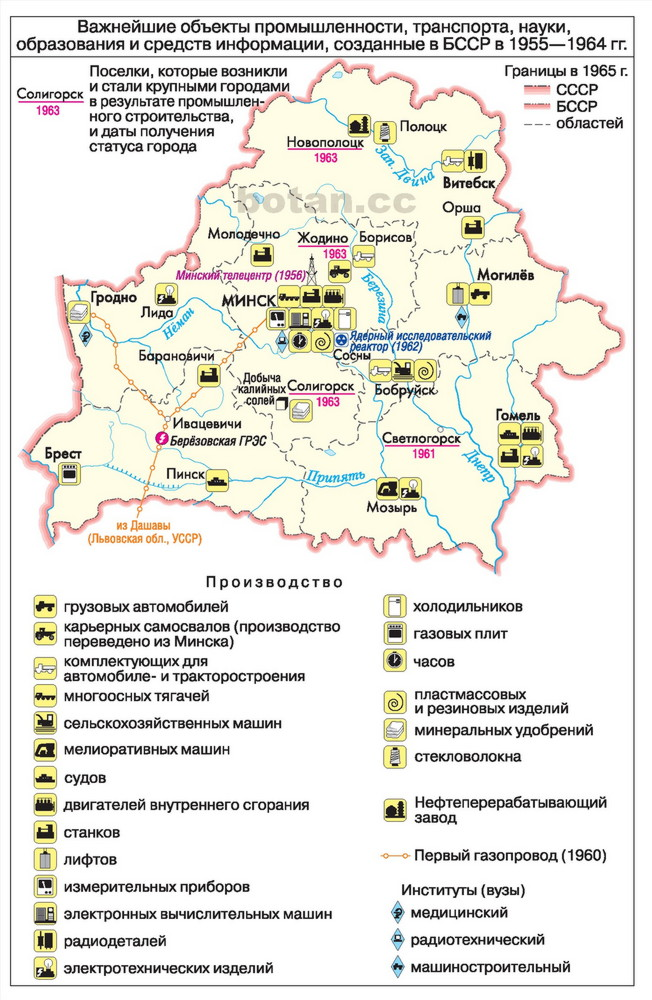 Важнейшие объекты промышленности, транспорта, науки,
образования и средств информации, созданные в БССР в 1955—1964 гг.
Солигорск
1963
Поселки, которые возникли
и стали крупными городами
в результате промышлен-
ного строительства,
и даты получения
статуса города
Границы в 1965 г.
СССР
БССР
областей
Полоцк
Новополоцк
1963
Зап. Двина
Витебск
botan.cc
Орша
Молодечно
Жодино
1963
Борисов
Минский телецентр (1956)
Березина
Могилёв
Гродно
Лида
Нёман
МИНСК
Ядерный исследовательский
реактор (1962)
Сосны
Барановичи
Добыча
калийных
солей
Солигорск
1963
Бобруйск
Ивацевичи
Берёзовская ГРЭС
Светлогорск
1961
Гомель
Днепр
Брест
Пинск
Припять
Мозырь
из Дашавы
(Львовская обл., УССР)
Производство
грузовых автомобилей
карьерных самосвалов (производство
переведено из Минска)
комплектующих для
автомобиле- и тракторостроения
многоосных тягачей
сельскохозяйственных машин
мелиоративных машин
судов
двигателей внутреннего сгорания
станков
лифтов
измерительных приборов
электронных вычислительных машин
радиодеталей
электротехнических изделий
холодильников
газовых плит
часов
пластмассовых
и резиновых изделий
минеральных удобрений
стекловолокна
Нефтеперерабатывающий
завод
Первый газопровод (1960)
Институты (вузы)
медицинский
радиотехнический
машиностроительный